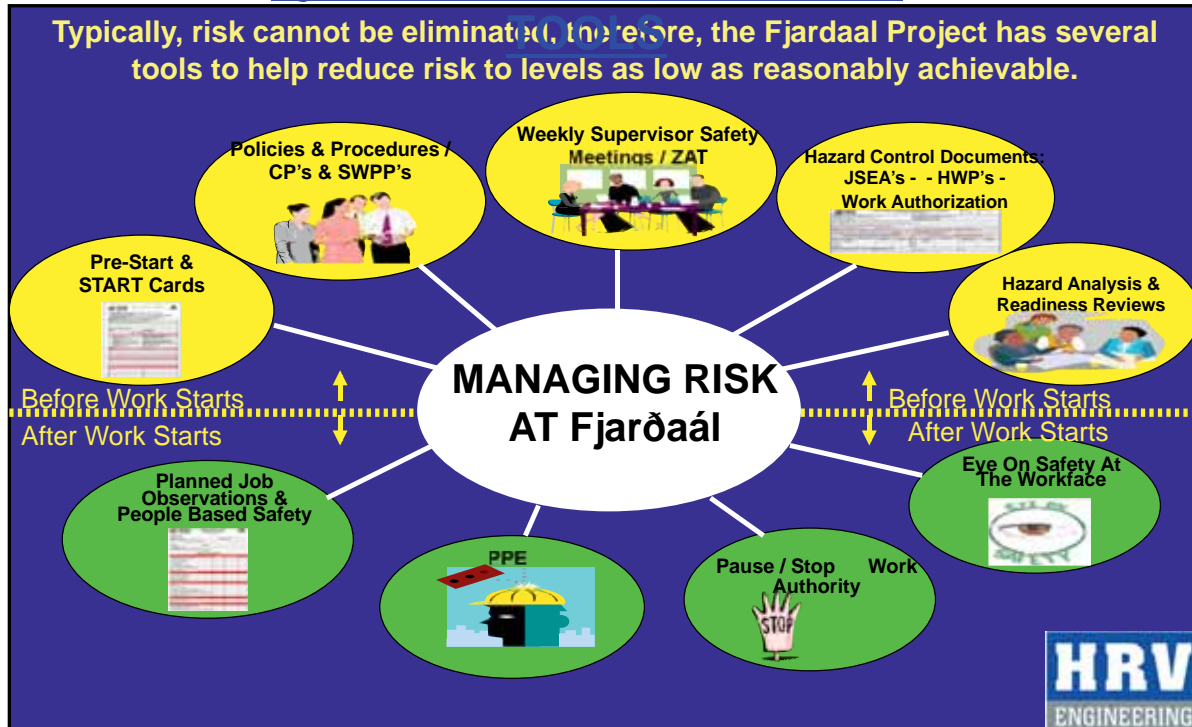 TOOLS
Typically, risk cannot be eliminated, therefore, the Fjardaal Project has several
tools to help reduce risk to levels as low as reasonably achievable.
Weekly Supervisor Safety
Meetings / ZAT
Policies & Procedures /
CP's & SWPP's
Hazard Control Documents:
JSEA's - - HWP's -
Work Authorization
Pre-Start &
START Cards
Hazard Analysis &
Readiness Reviews
MANAGING RISK
AT Fjarðaál
Before Work Starts
After Work Starts
Before Work Starts
After Work Starts
Planned Job
Observations &
People Based Safety
PPE
Pause / Stop Work
Authority
STOP
Eye On Safety At
The Workface
EYE ON
SAFETY
HRV
ENGINEERING